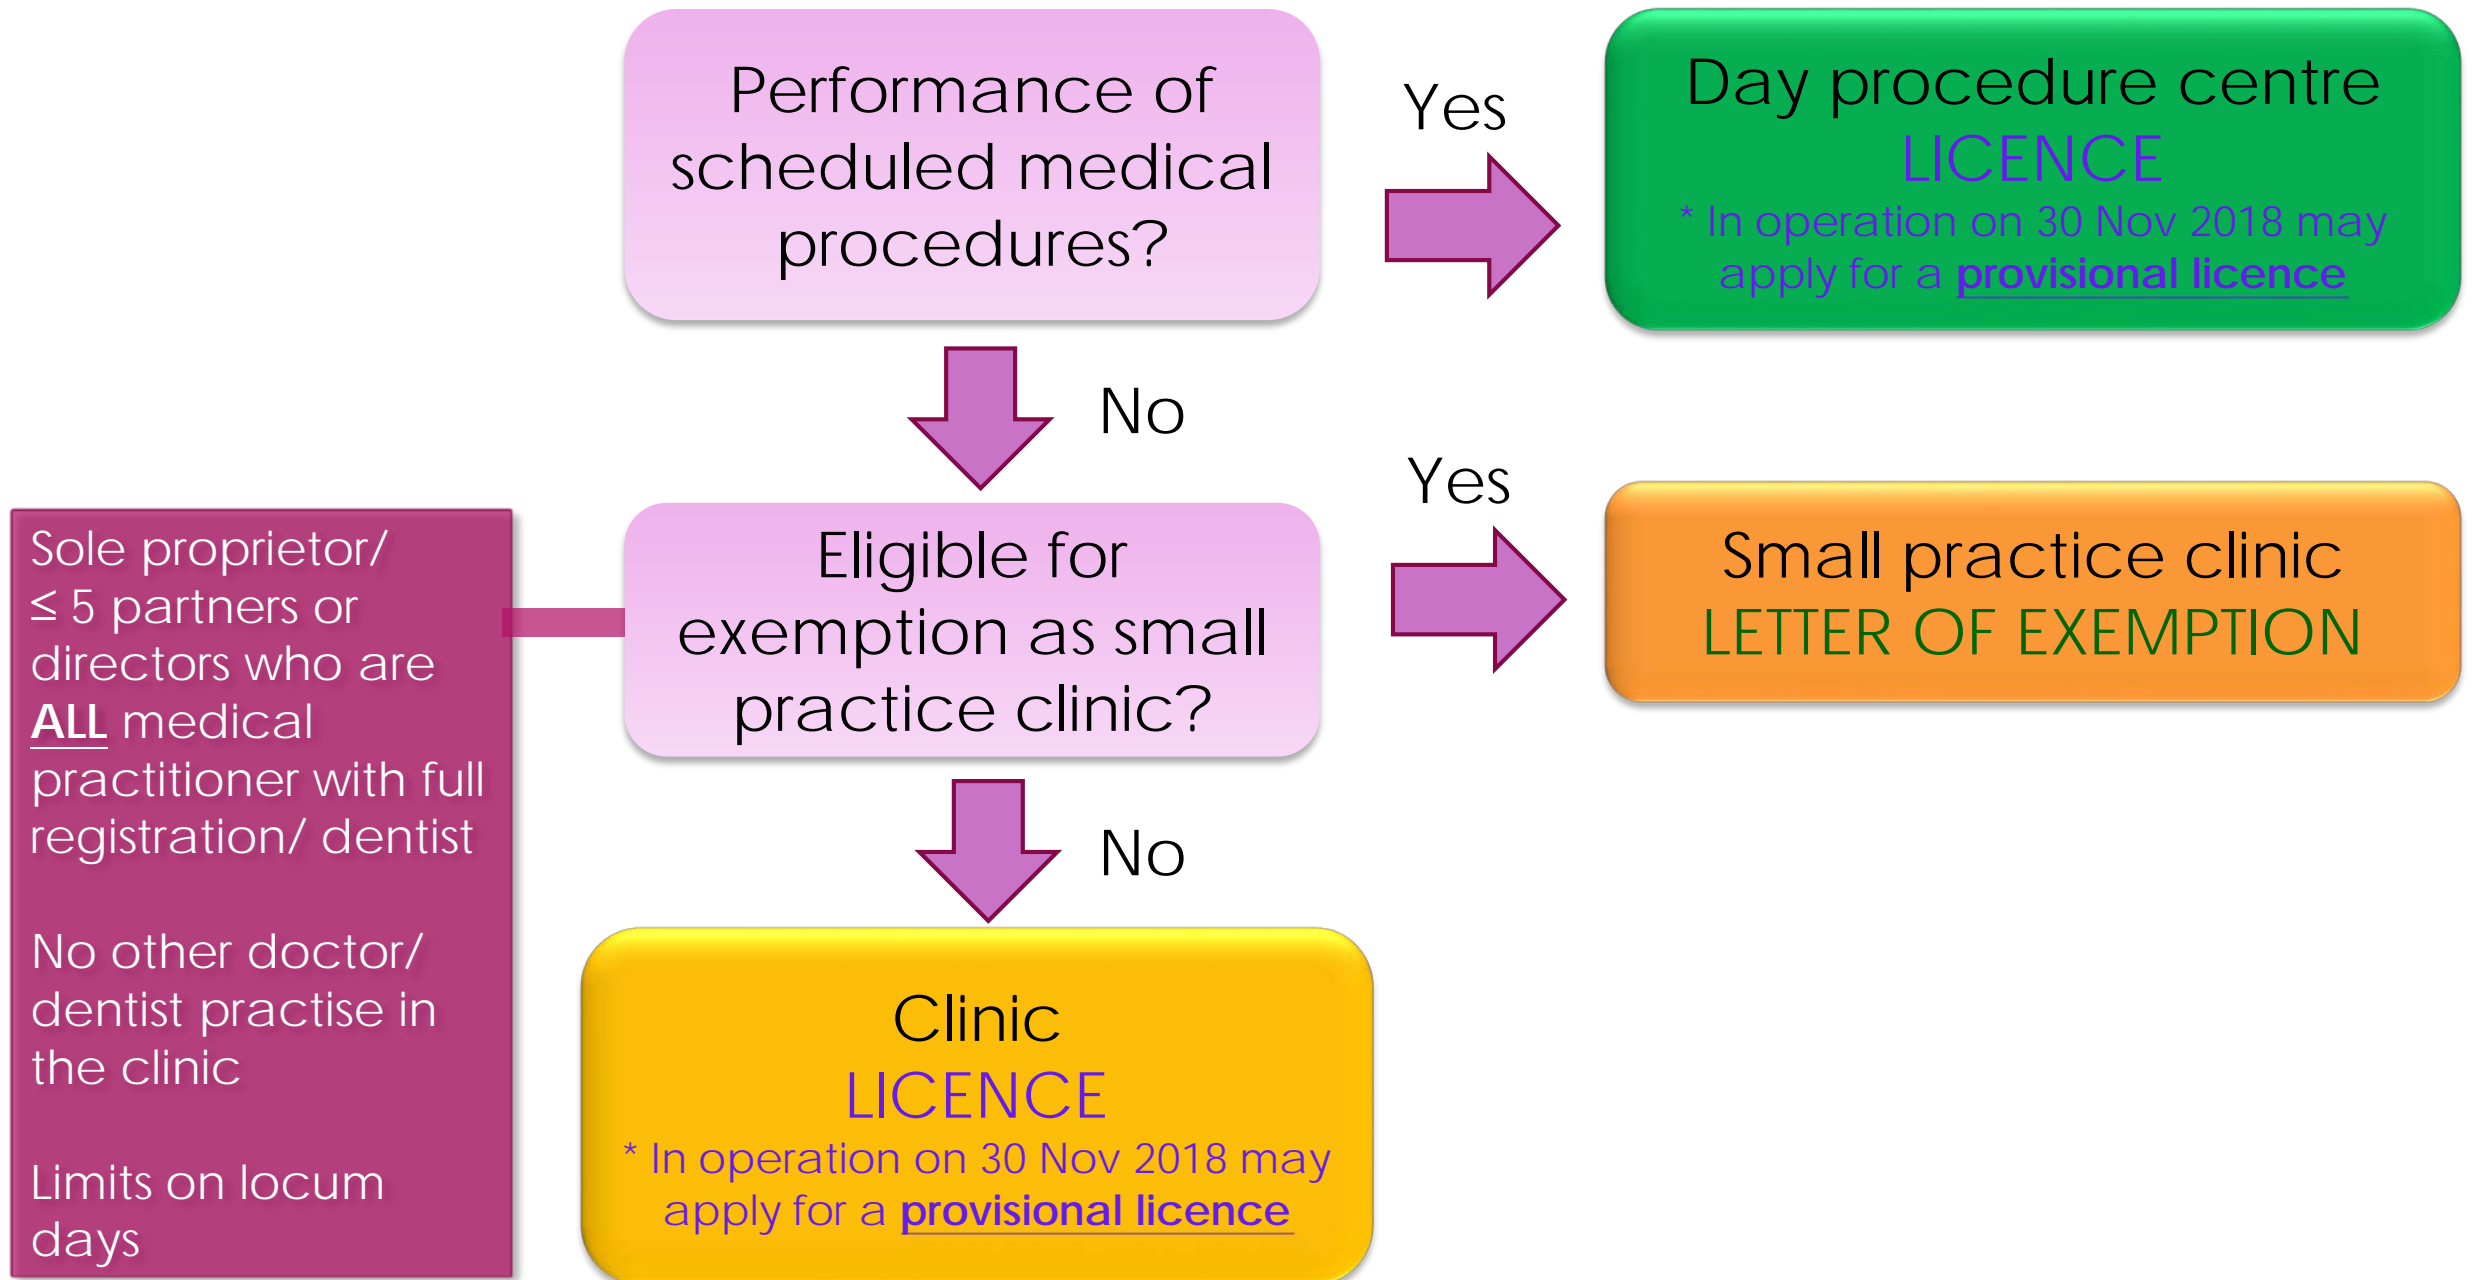 Performance of
scheduled medical
procedures?
Yes
Day procedure centre
LICENCE
* In operation on 30 Nov 2018 may
apply for a provisional licence
No
Sole proprietor/
≤ 5 partners or
directors who are
ALL medical
practitioner with full
registration/ dentist
No other doctor/
dentist practise in
the clinic
Limits on locum
days
Eligible for
exemption as small
practice clinic?
Yes
Small practice clinic
LETTER OF EXEMPTION
No
Clinic
LICENCE
* In operation on 30 Nov 2018 may
apply for a provisional licence